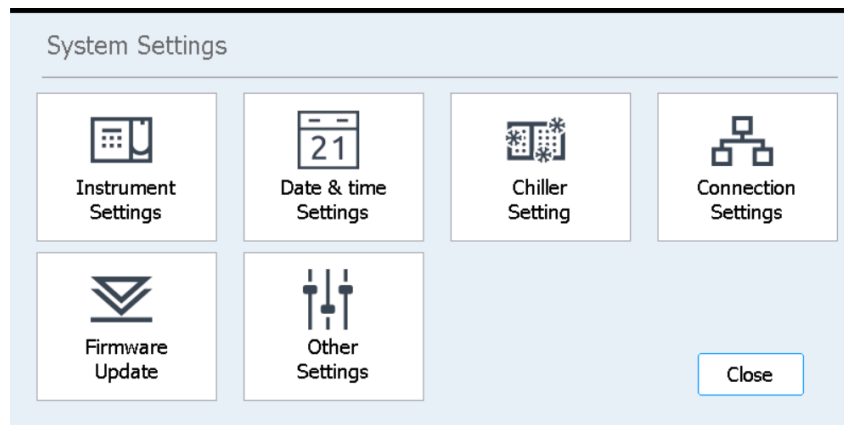 System Settings
21
Instrument
Settings
Date & time
Settings
Chiller
Setting
Connection
Settings
Firmware
Update
Other
Settings
Close